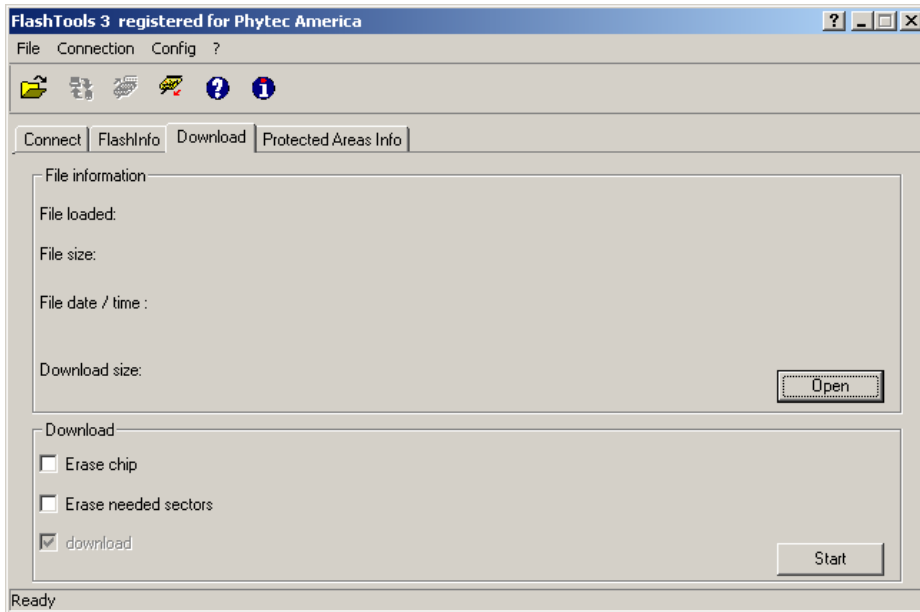 FlashTools 3 registered for Phytec America
File Connection Config ?
Connect FlashInfo Download Protected Areas Info
File information
File loaded:
File size:
File date / time :
Download size:
Open
Download
Erase chip
Erase needed sectors
download
Start
Ready